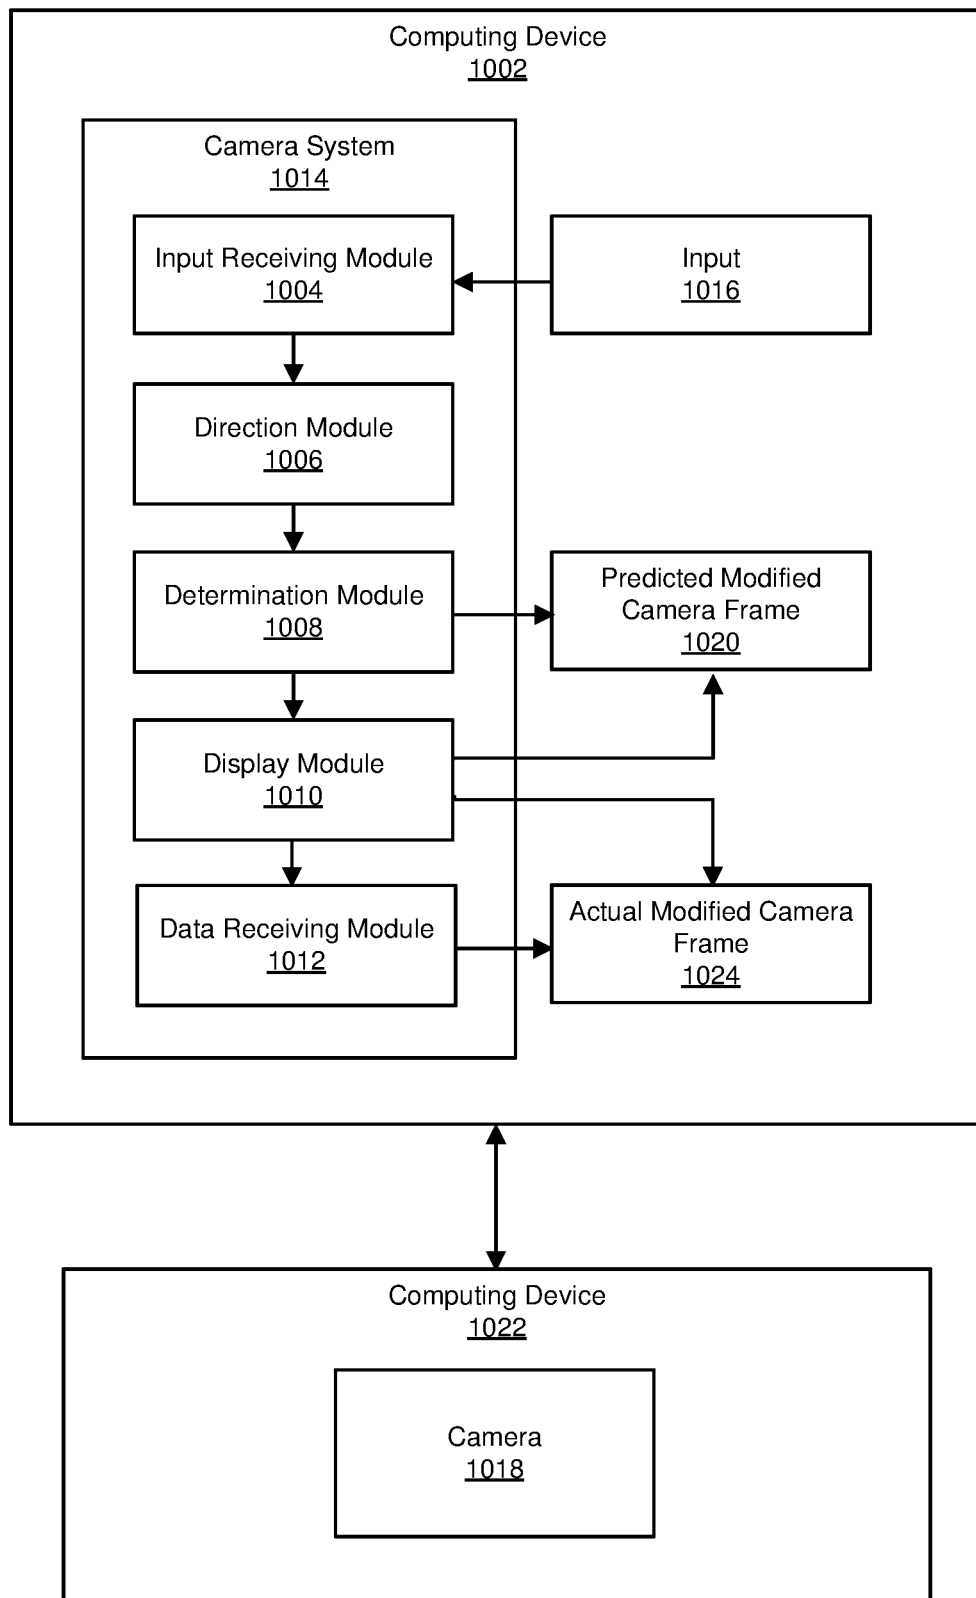 Computing Device
1002
Camera System
1014
Input Receiving Module
1004
Input
1016
Direction Module
1006
Determination Module
1008
Predicted Modified
Camera Frame
1020
Display Module
1010
Data Receiving Module
1012
Actual Modified Camera
Frame
1024
Computing Device
1022
Camera
1018